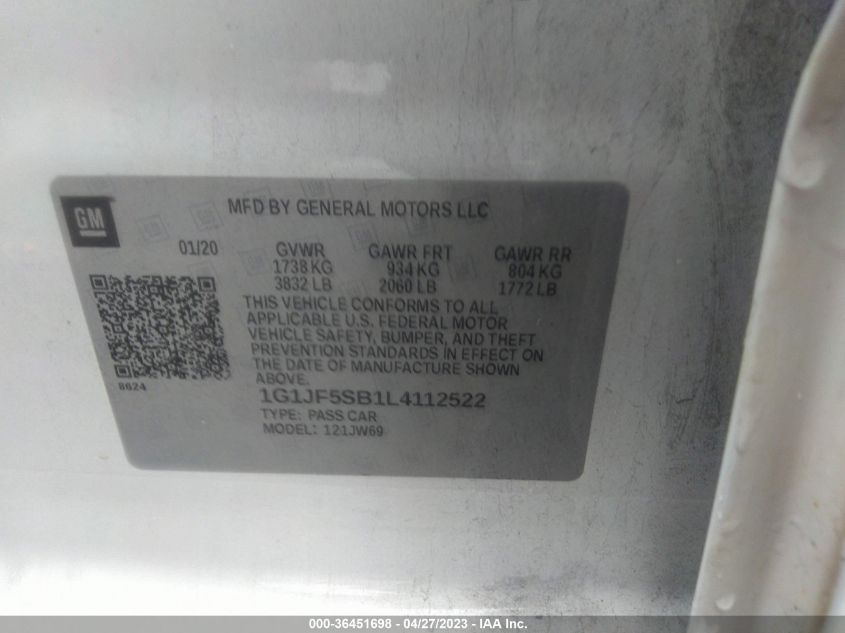 GM
MFD BY GENERAL MOTORS LLC
01/20 GVWR GAWR FRT GAWR RR
1738 KG 934 KG 804 KG
3832 LB 2060 LB 1772 LB
THIS VEHICLE CONFORMS TO ALL
APPLICABLE U.S. FEDERAL MOTOR
VEHICLE SAFETY, BUMPER, AND THEFT
PREVENTION STANDARDS IN EFFECT ON
THE DATE OF MANUFACTURE SHOWN
ABOVE.
8624
1G1JF5SB1L4112522
TYPE: PASS CAR
MODEL: 121JW69
000-36451698 - 04/27/2023 - IAA, Inc.